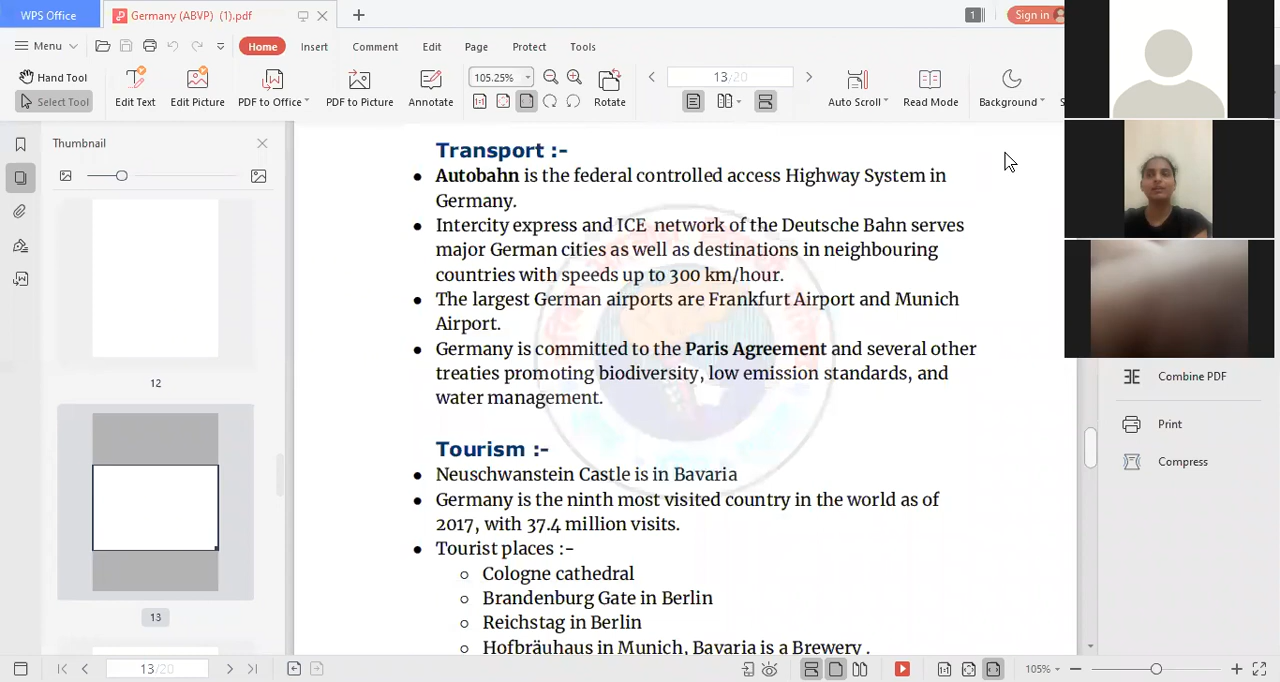 WPS Office
Germany (ABVP) (1).pdf
1
Sign in
Menu
Home
Insert
Comment
Edit
Page
Protect
Tools
Hand Tool
Select Tool
Edit Text
Edit Picture
PDF to Office
PDF to Picture
Annotate
105.25%
Rotate
13/20
Auto Scroll
Read Mode
Background
Thumbnail
12
13
Transport :-
• Autobahn is the federal controlled access Highway System in
Germany.
• Intercity express and ICE network of the Deutsche Bahn serves
major German cities as well as destinations in neighbouring
countries with speeds up to 300 km/hour.
• The largest German airports are Frankfurt Airport and Munich
Airport.
• Germany is committed to the Paris Agreement and several other
treaties promoting biodiversity, low emission standards, and
water management.
Tourism :-
• Neuschwanstein Castle is in Bavaria
• Germany is the ninth most visited country in the world as of
2017, with 37.4 million visits.
• Tourist places :-
○ Cologne cathedral
○ Brandenburg Gate in Berlin
○ Reichstag in Berlin
○ Hofbräuhaus in Munich, Bavaria is a Brewery .
Combine PDF
Print
Compress
13/20
105%